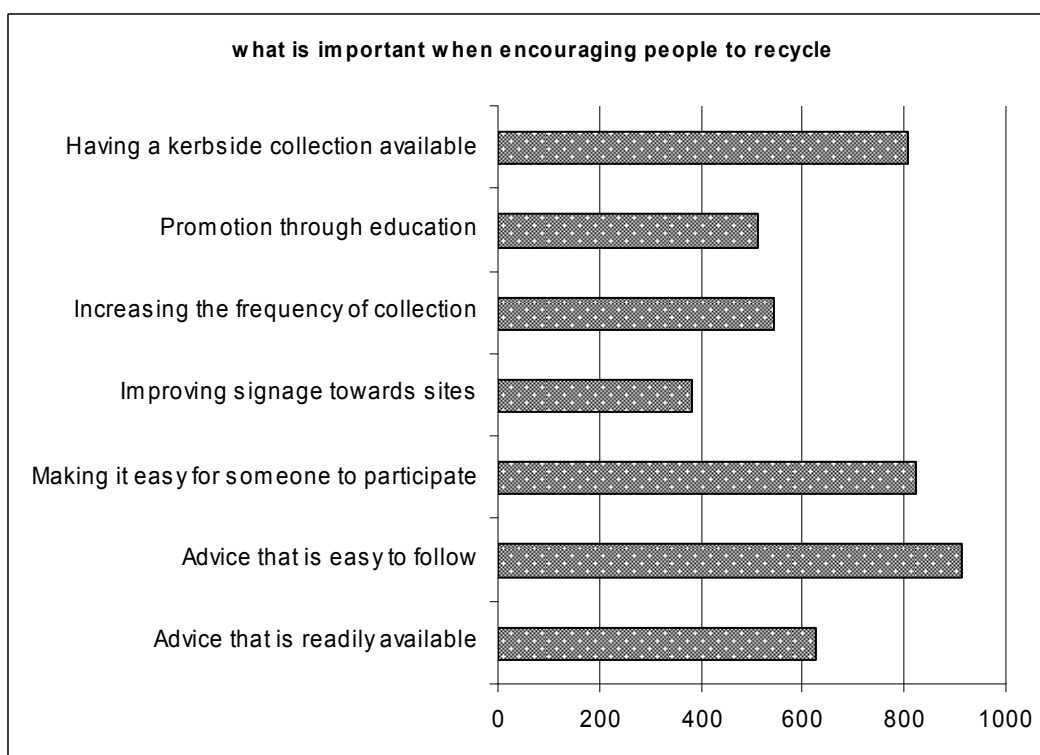 what is important when encouraging people to recycle
Having a kerbside collection available
Promotion through education
Increasing the frequency of collection
Improving signage towards sites
Making it easy for someone to participate
Advice that is easy to follow
Advice that is readily available
0 200 400 600 800 1000